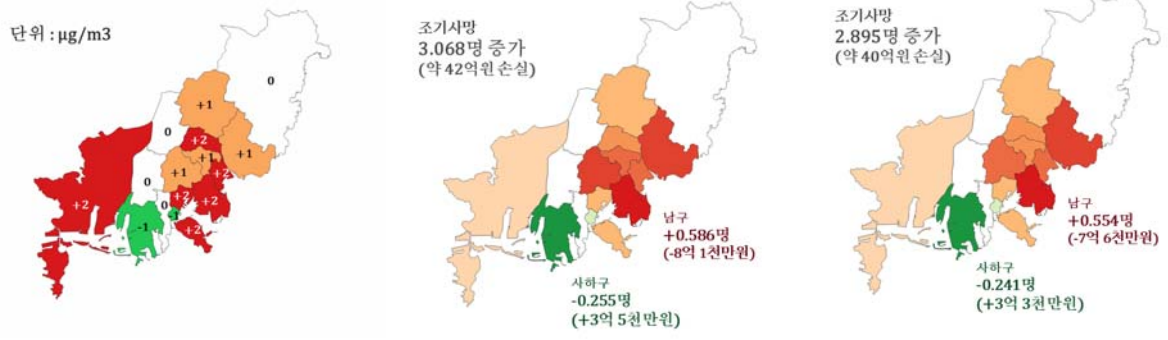 단위 : μg/m3
0
+1
0
+2
+1
+1
+1
0
+2
+2
0
+2
+2
-1
-1
+2
조기사망
3.068명 증가
(약 42억원 손실)
남구
+0.586명
(-8억 1천만원)
사하구
-0.255명
(+3억 5천만원)
조기사망
2.895명 증가
(약 40억원 손실)
남구
+0.554명
(-7억 6천만원)
사하구
-0.241명
(+3억 3천만원)